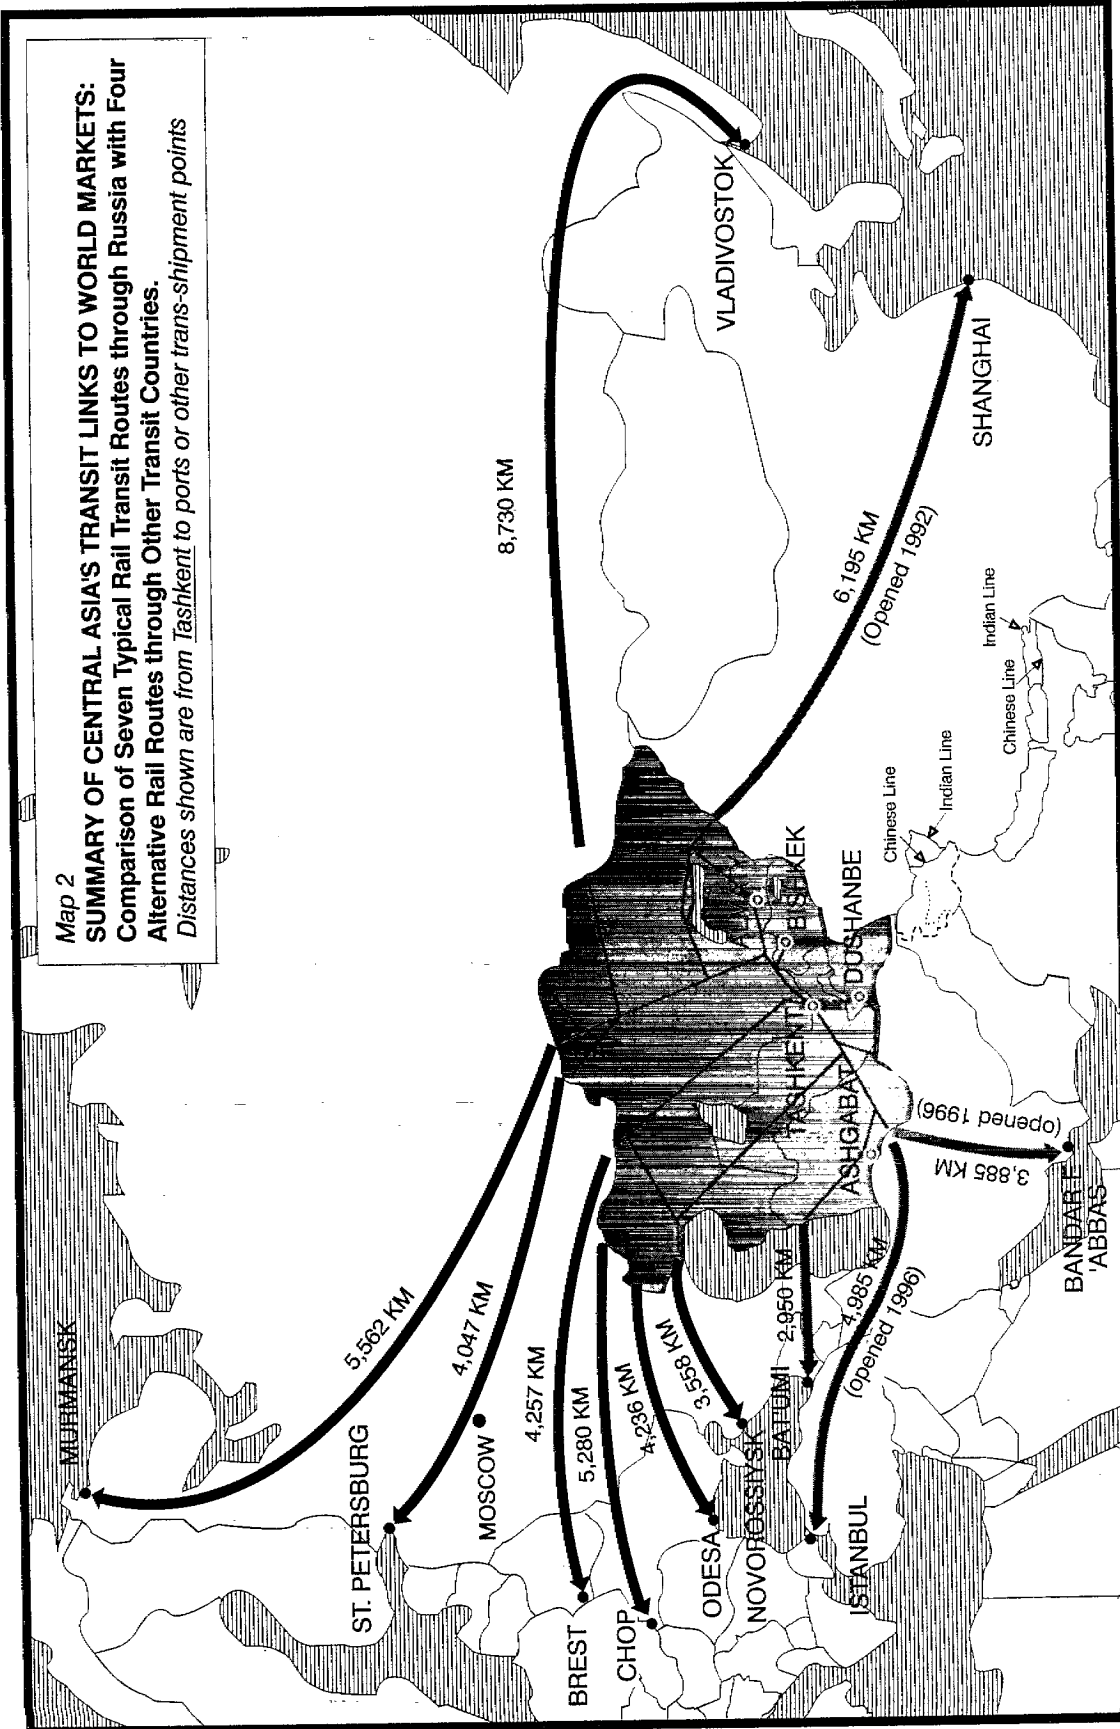 Map 2
SUMMARY OF CENTRAL ASIA'S TRANSIT LINKS TO WORLD MARKETS:
Comparison of Seven Typical Rail Transit Routes through Russia with Four
Alternative Rail Routes through Other Transit Countries.
Distances shown are from Tashkent to ports or other trans-shipment points
MURMANSK
5,562 KM
ST. PETERSBURG
4,047 KM
MOSCOW
8,730 KM
4,257 KM
BREST
5,280 KM
CHOP
4,236 KM
ODESA
3,558 KM
NOVOROSSIYSK
VLADIVOSTOK
2,950 KM
BATUMI
BISHKEK
TASHKENT
DUSHANBE
ASHGABAT
4,985 KM
(opened 1996)
ISTANBUL
6,195 KM
(Opened 1992)
SHANGHAI
Chinese Line
Indian Line
Chinese Line
Indian Line
3,885 KM
(opened 1996)
BANDAR-E
'ABBAS